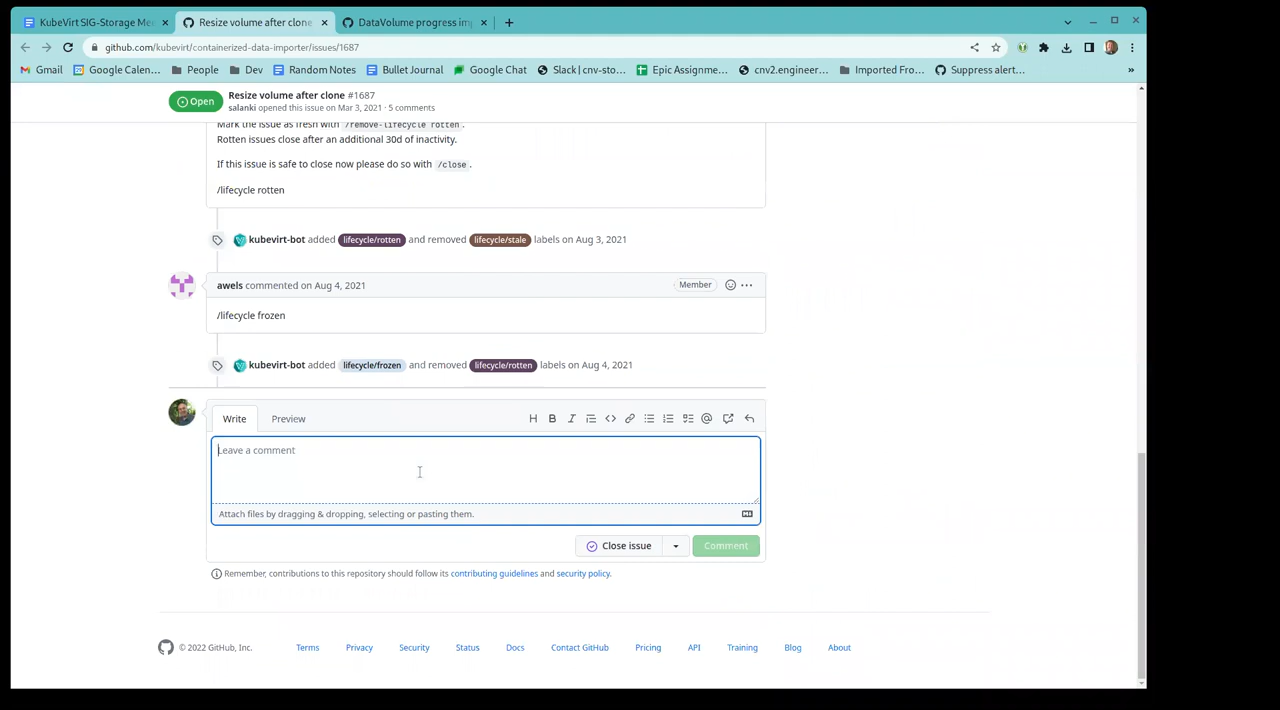 KubeVirt SIG-Storage Me
Resize volume after clone
DataVolume progress im
github.com/kubevirt/containerized-data-importer/issues/1687
Gmail
Google Calen...
People
Dev
Random Notes
Bullet Journal
Google Chat
Slack | cnv-sto...
Epic Assignme...
cnv2.engineer...
Imported Fro...
Suppress alert...
»
Open
Resize volume after clone #1687
salanki opened this issue on Mar 3, 2021 · 5 comments
Mark the issue as fresh with /remove-lifecycle rotten.
Rotten issues close after an additional 30d of inactivity.
If this issue is safe to close now please do so with /close.
/lifecycle rotten
kubevirt-bot added lifecycle/rotten and removed lifecycle/stale labels on Aug 3, 2021
awels commented on Aug 4, 2021
Member
/lifecycle frozen
kubevirt-bot added lifecycle/frozen and removed lifecycle/rotten labels on Aug 4, 2021
Write
Preview
Leave a comment
Attach files by dragging & dropping, selecting or pasting them.
Close issue
Comment
Remember, contributions to this repository should follow its contributing guidelines and security policy.
© 2022 GitHub, Inc.
Terms
Privacy
Security
Status
Docs
Contact GitHub
Pricing
API
Training
Blog
About